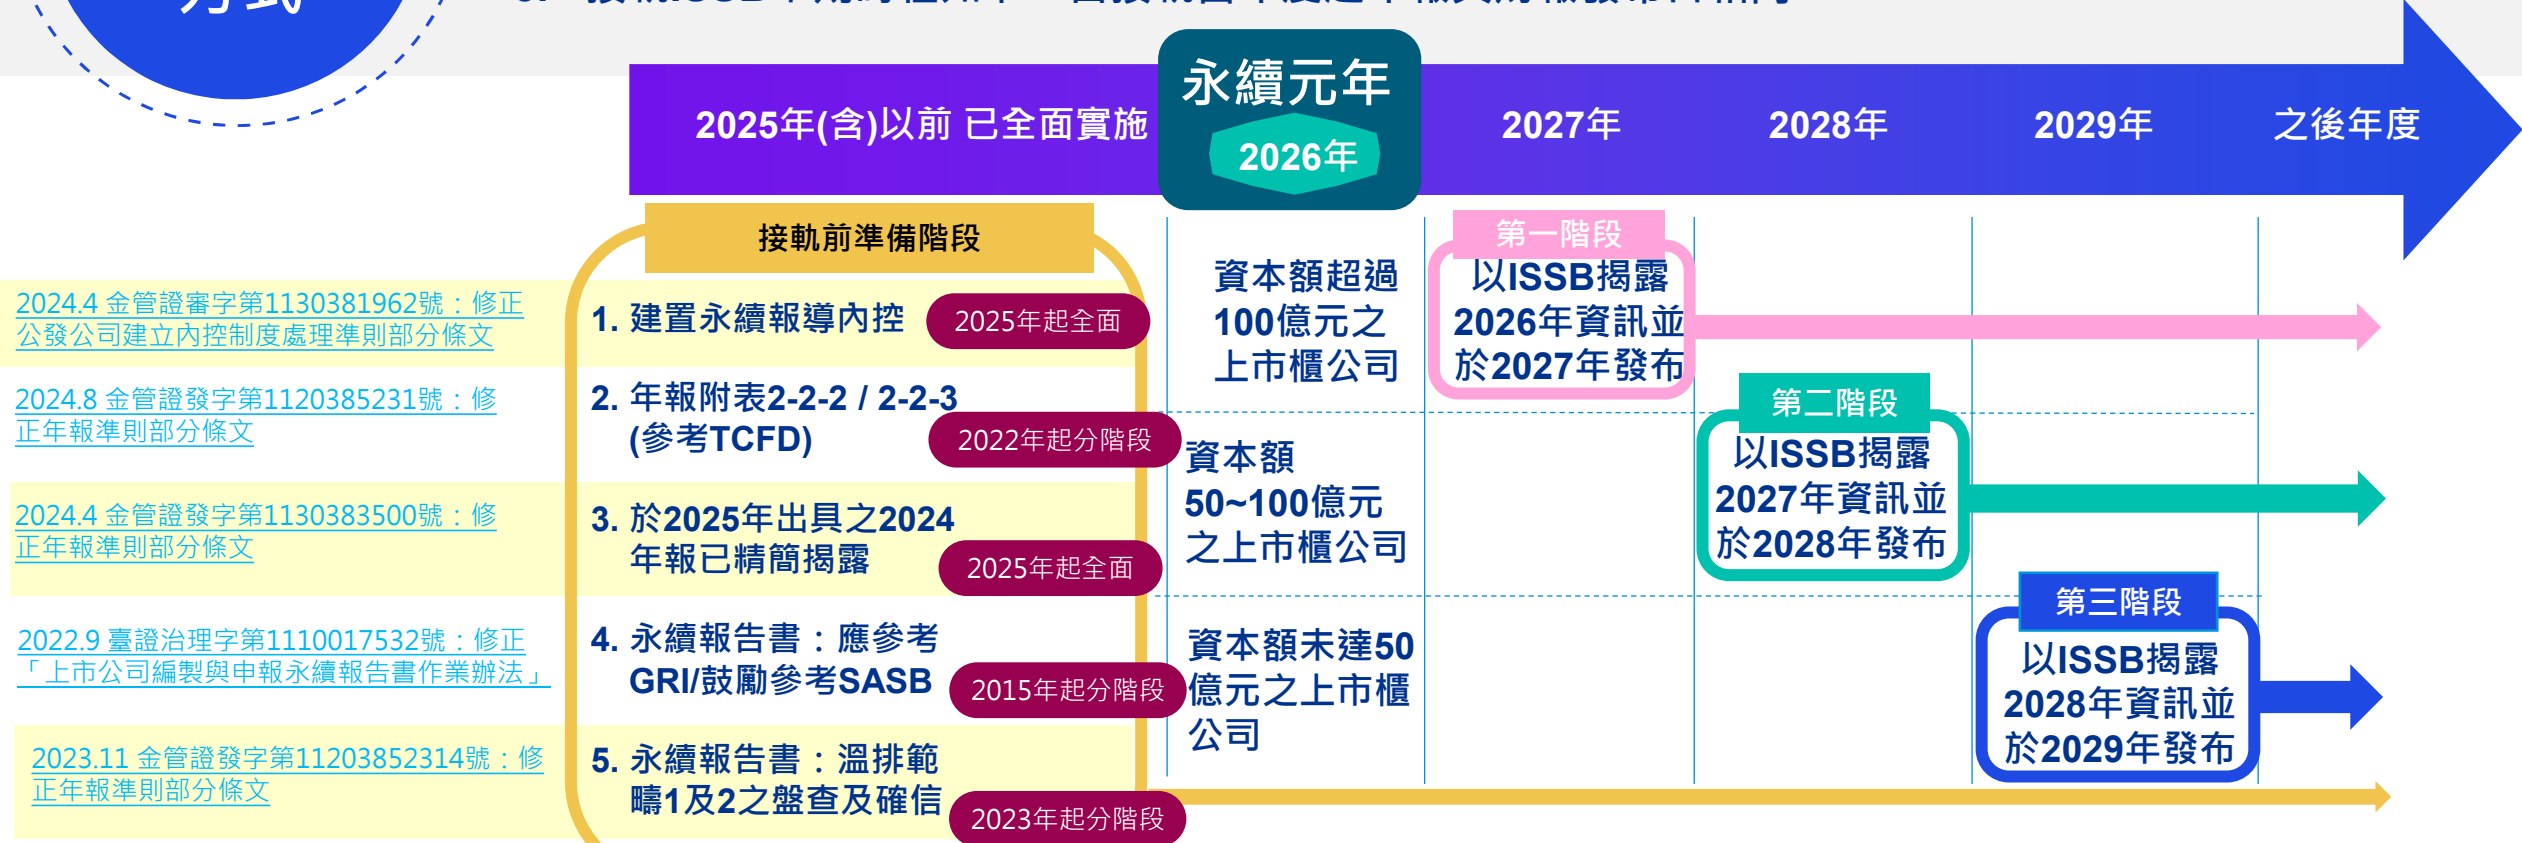 方式
2025年(含)以前 已全面實施
永續元年
2026年
2027年
2028年
2029年
之後年度
接軌前準備階段
2024.4 金管證審字第1130381962號：修正
公發公司建立內控制度處理準則部分條文
1. 建置永續報導內控
2025年起全面
2024.8 金管證發字第1120385231號：修
正年報準則部分條文
2. 年報附表2-2-2 / 2-2-3
(參考TCFD)
2022年起分階段
2024.4 金管證發字第1130383500號：修
正年報準則部分條文
3. 於2025年出具之2024
年報已精簡揭露
2025年起全面
2022.9 臺證治理字第1110017532號：修正
「上市公司編製與申報永續報告書作業辦法」
4. 永續報告書：應參考
GRI/鼓勵參考SASB
2015年起分階段
2023.11 金管證發字第11203852314號：修
正年報準則部分條文
5. 永續報告書：溫排範
疇1及2之盤查及確信
2023年起分階段
資本額超過
100億元之
上市櫃公司
第一階段
以ISSB揭露
2026年資訊並
於2027年發布
資本額
50~100億元
之上市櫃公司
第二階段
以ISSB揭露
2027年資訊並
於2028年發布
資本額未達50
億元之上市櫃
公司
第三階段
以ISSB揭露
2028年資訊並
於2029年發布